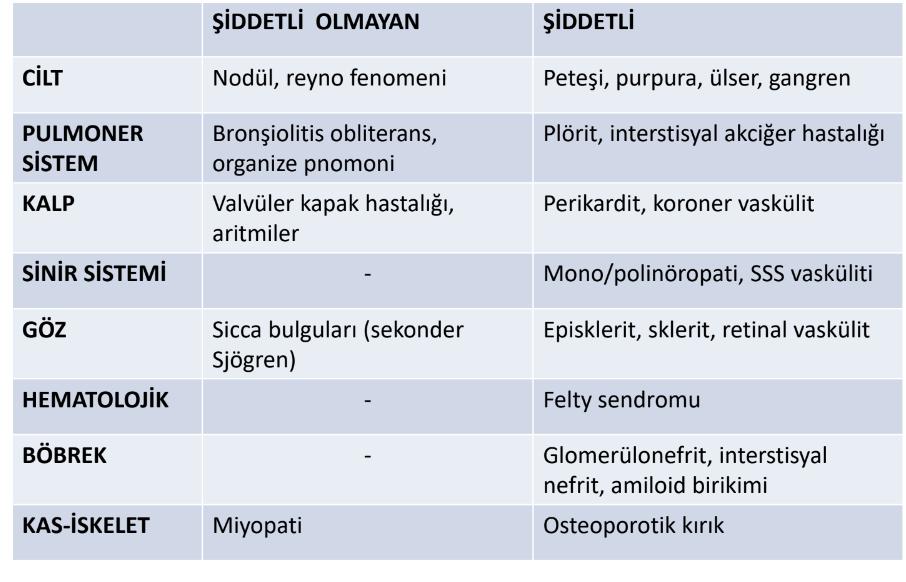 ŞİDDETLİ OLMAYAN ŞİDDETLİ
CİLT Nodül, reyno fenomeni Peteşi, purpura, ülser, gangren
PULMONER SİSTEM Bronşiolitis obliterans, organize pnomoni Plörit, interstisyal akciğer hastalığı
KALP Valvüler kapak hastalığı, aritmiler Perikardit, koroner vaskülit
SİNİR SİSTEMİ - Mono/polinöropati, SSS vasküliti
GÖZ Sicca bulguları (sekonder Sjögren) Episklerit, sklerit, retinal vaskülit
HEMATOLOJİK - Felty sendromu
BÖBREK - Glomerülonefrit, interstisyal nefrit, amiloid birikimi
KAS-İSKELET Miyopati Osteoporotik kırık